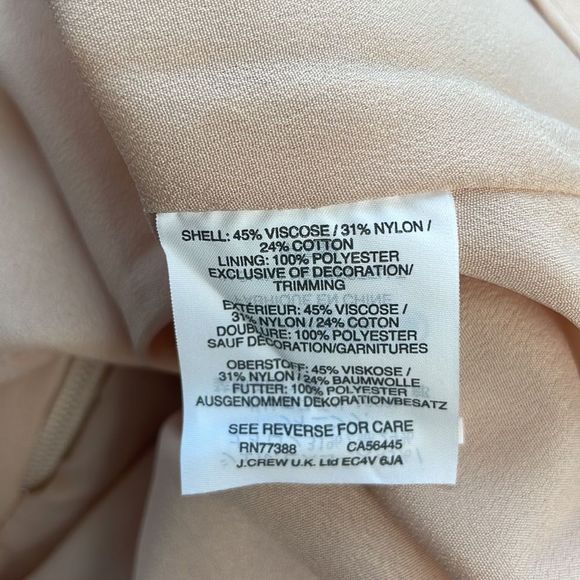 SHELL: 45% VISCOSE / 31% NYLON /
24% COTTON
LINING: 100% POLYESTER
EXCLUSIVE OF DECORATION/
TRIMMING
EXTÉRIEUR: 45% VISCOSE /
31% NYLON / 24% COTON
DOUBLURE: 100% POLYESTER
SAUF DÉCORATION/GARNITURES
OBERSTOFF: 45% VISKOSE /
31% NYLON / 24% BAUMWOLLE
FUTTER: 100% POLYESTER
AUSGENOMMEN DEKORATION/BESATZ
SEE REVERSE FOR CARE
RN77388 CA56445
J.CREW U.K. Ltd EC4V 6JA